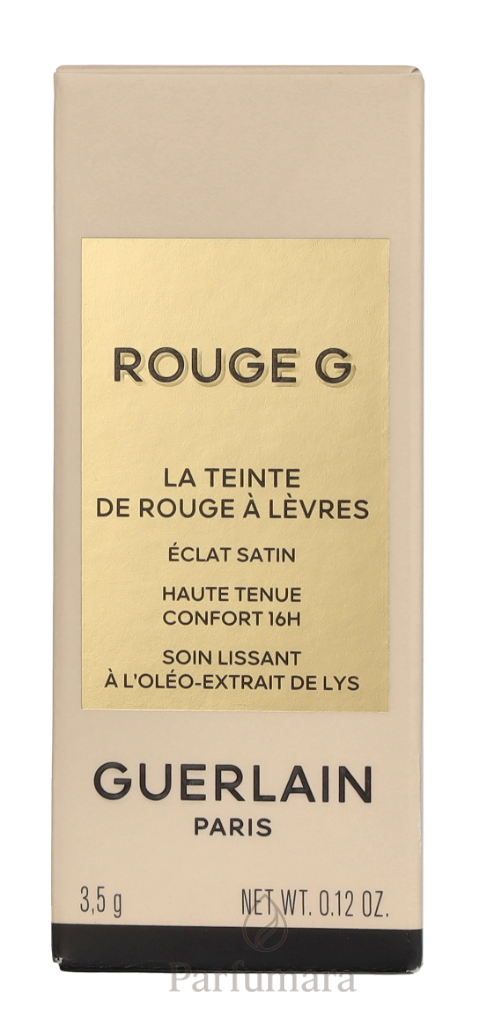 ROUGE G
LA TEINTE
DE ROUGE À LÈVRES
ÉCLAT SATIN
HAUTE TENUE
CONFORT 16H
SOIN LISSANT
À L'OLÉO-EXTRAIT DE LYS
GUERLAIN
PARIS
3,5 g NET WT. 0.12 OZ.
Parfumara